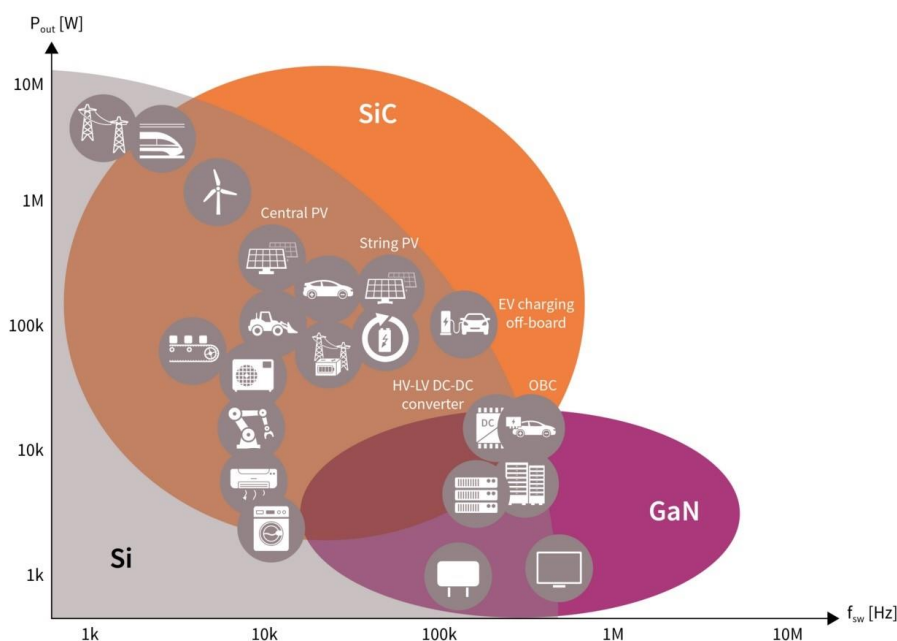 P_out [W]
10M
SiC
1M
Central PV
String PV
EV charging
off-board
100k
HV-LV DC-DC
converter
OBC
DC
10k
GaN
Si
1k
f_sw [Hz]
1k
10k
100k
1M
10M